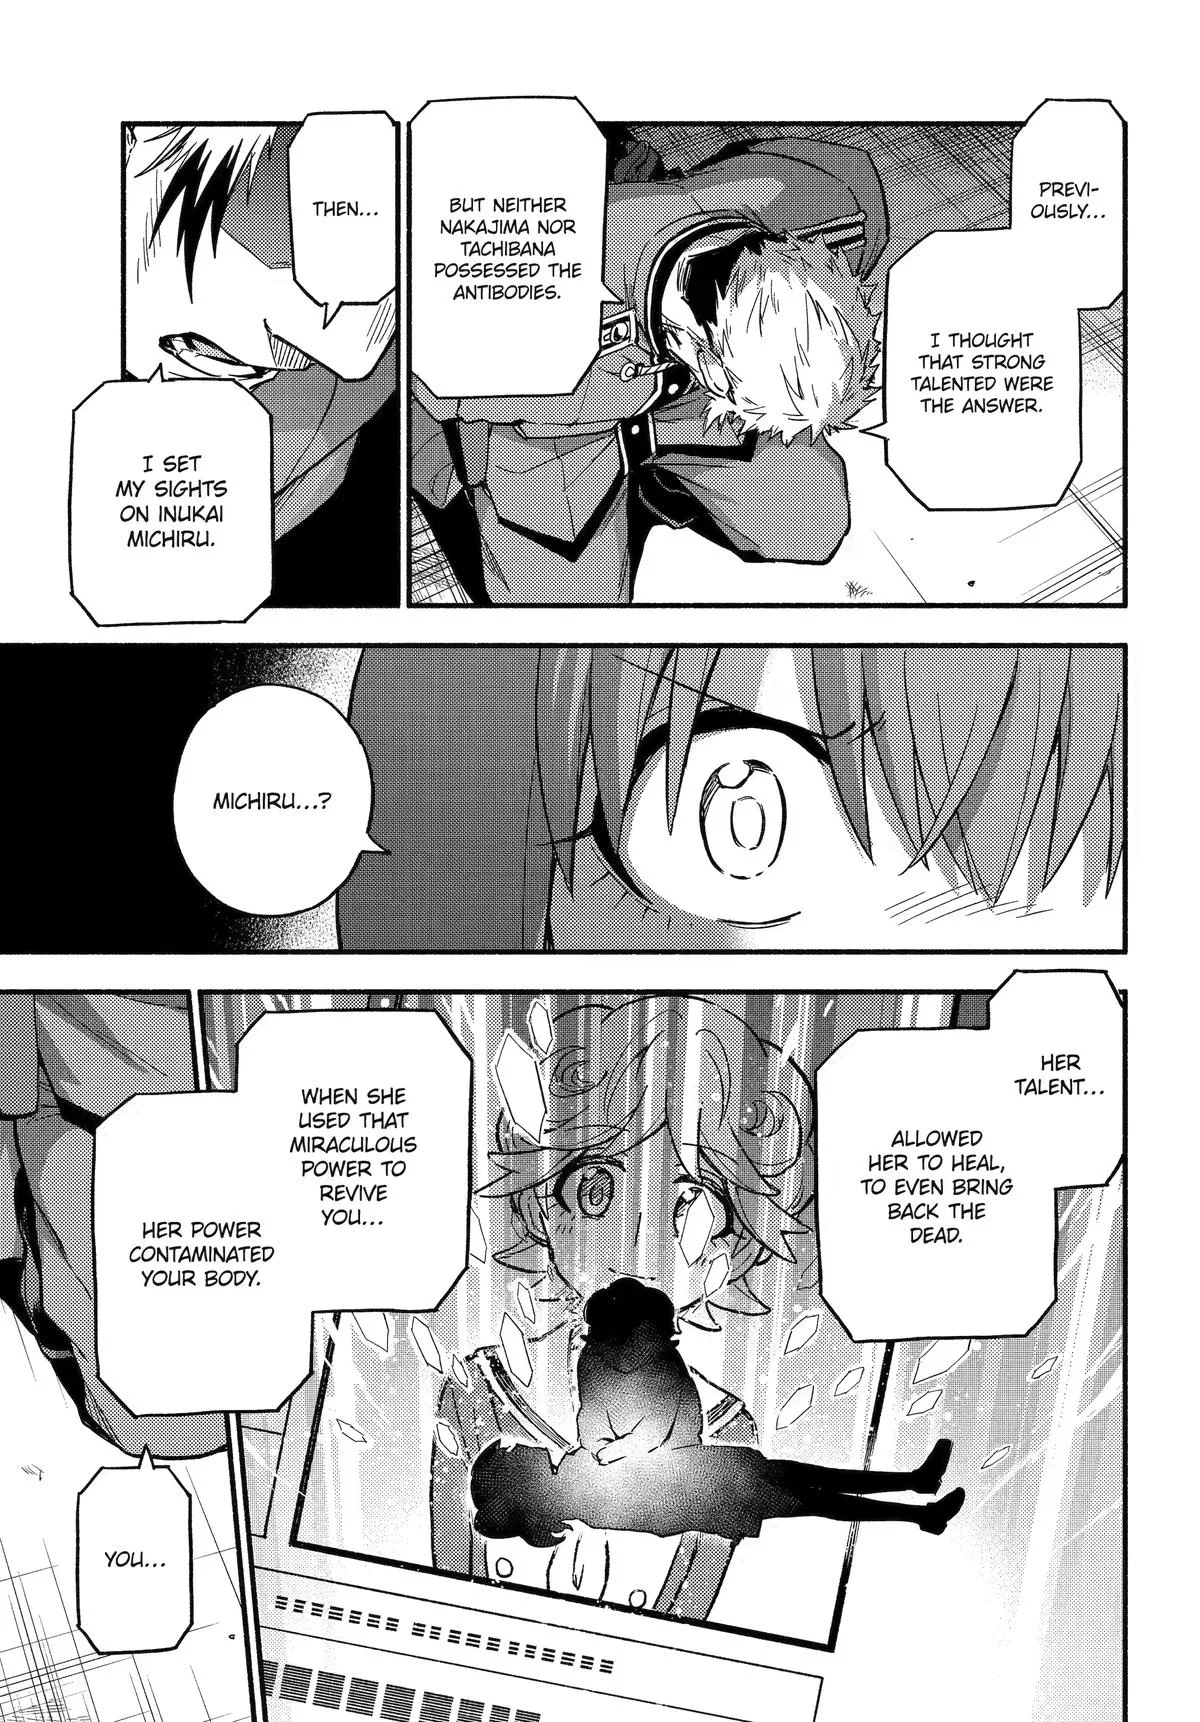 PREVI-
OUSLY...
I THOUGHT
THAT STRONG
TALENTED WERE
THE ANSWER.
BUT NEITHER
NAKAJIMA NOR
TACHIBANA
POSSESSED THE
ANTIBODIES.
THEN...
I SET
MY SIGHTS
ON INUKAI
MICHIRU.
MICHIRU...?
HER
TALENT...
ALLOWED
HER TO HEAL,
TO EVEN BRING
BACK THE
DEAD.
WHEN SHE
USED THAT
MIRACULOUS
POWER TO
REVIVE
YOU...
HER POWER
CONTAMINATED
YOUR BODY.
YOU...